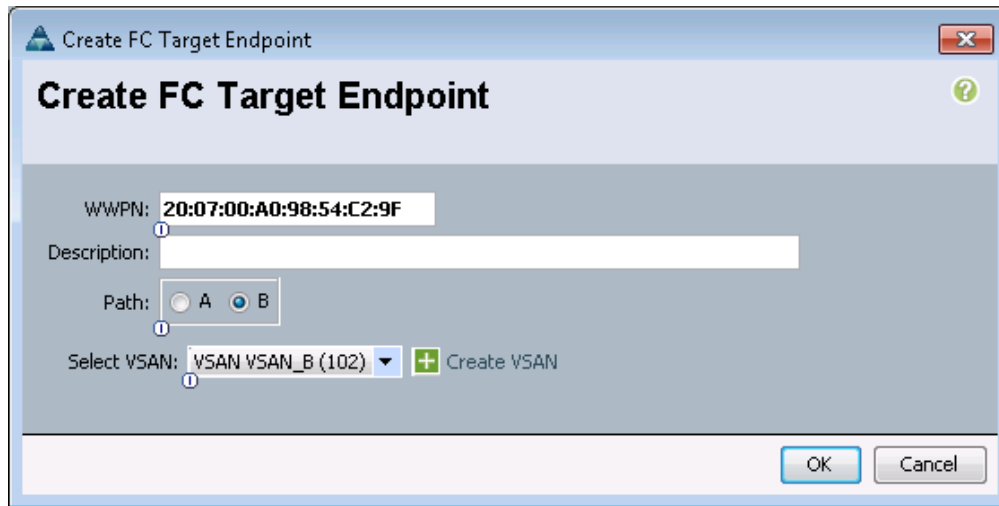 Create FC Target Endpoint
Create FC Target Endpoint
WWPN: 20:07:00:A0:98:54:C2:9F
Description:
Path: A B
Select VSAN: VSAN VSAN_B (102) Create VSAN
OK Cancel